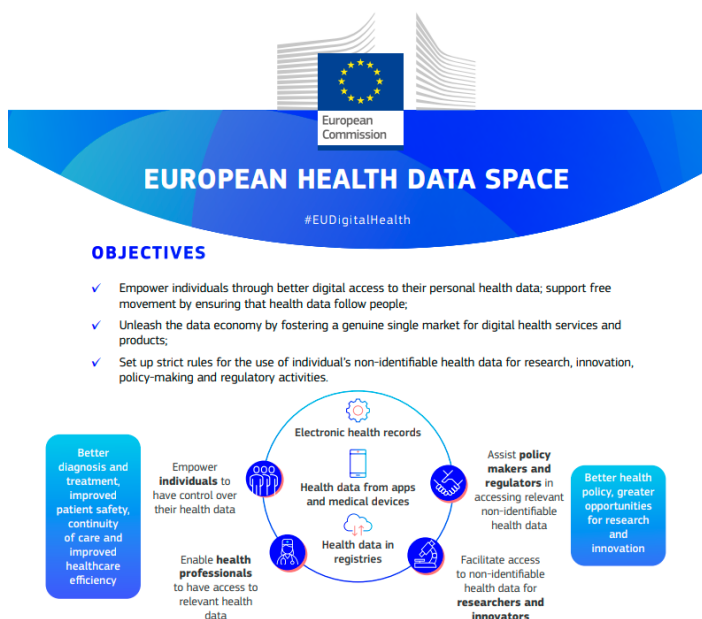 European
Commission
EUROPEAN HEALTH DATA SPACE
#EUDigitalHealth
OBJECTIVES
Empower individuals through better digital access to their personal health data; support free
movement by ensuring that health data follow people;
Unleash the data economy by fostering a genuine single market for digital health services and
products;
Set up strict rules for the use of individual's non-identifiable health data for research, innovation,
policy-making and regulatory activities.
Better
diagnosis and
treatment,
improved
patient safety,
continuity
of care and
improved
healthcare
efficiency
Empower
individuals to
have control over
their health data
Enable health
professionals
to have access to
relevant health
data
Electronic health records
Health data from apps
and medical devices
Health data in
registries
Assist policy
makers and
regulators in
accessing relevant
non-identifiable
health data
Facilitate access
to non-identifiable
health data for
researchers and
innovators
Better health
policy, greater
opportunities
for research
and
innovation